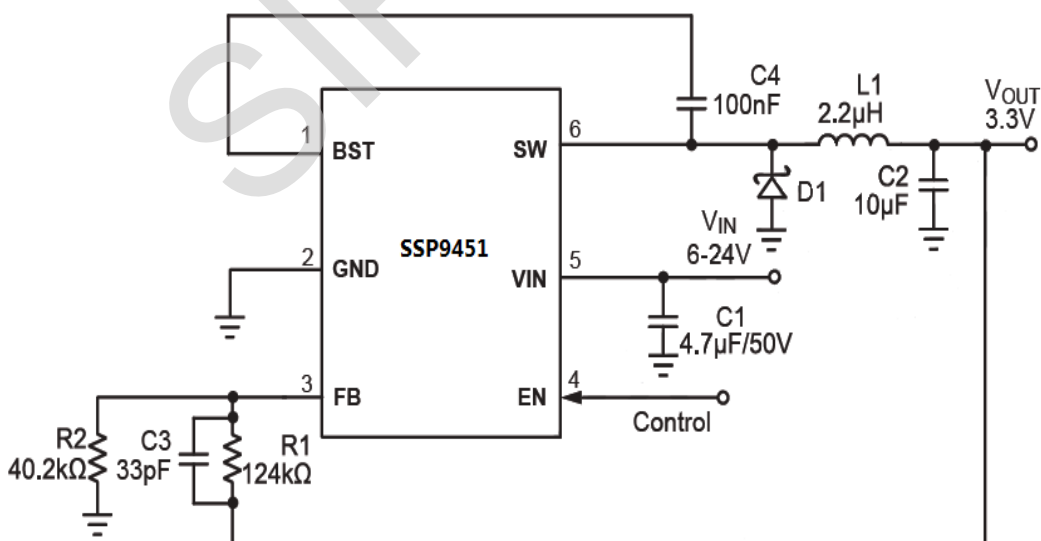 SIP
C4
100nF
L1
2.2µH
VOUT
3.3V
1
BST
SW
6
C2
10µF
D1
VIN
6-24V
SSP9451
2
GND
VIN
5
C1
4.7µF/50V
3
FB
EN
4
Control
R2
40.2kΩ
C3
33pF
R1
124kΩ